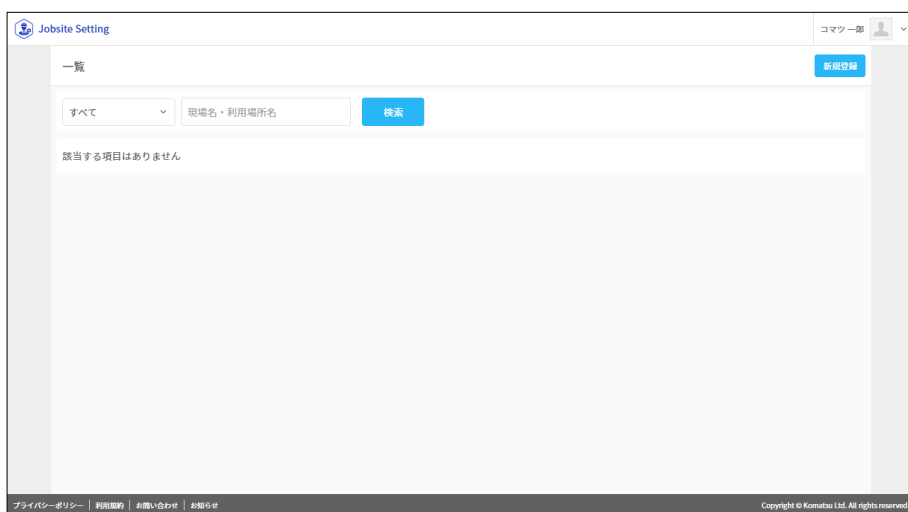 Jobsite Setting
コマツ 一郎
一覧
新規登録
すべて
現場名・利用場所名
検索
該当する項目はありません
プライバシーポリシー | 利用規約 | お問い合わせ | お知らせ
Copyright © Komatsu Ltd. All rights reserved